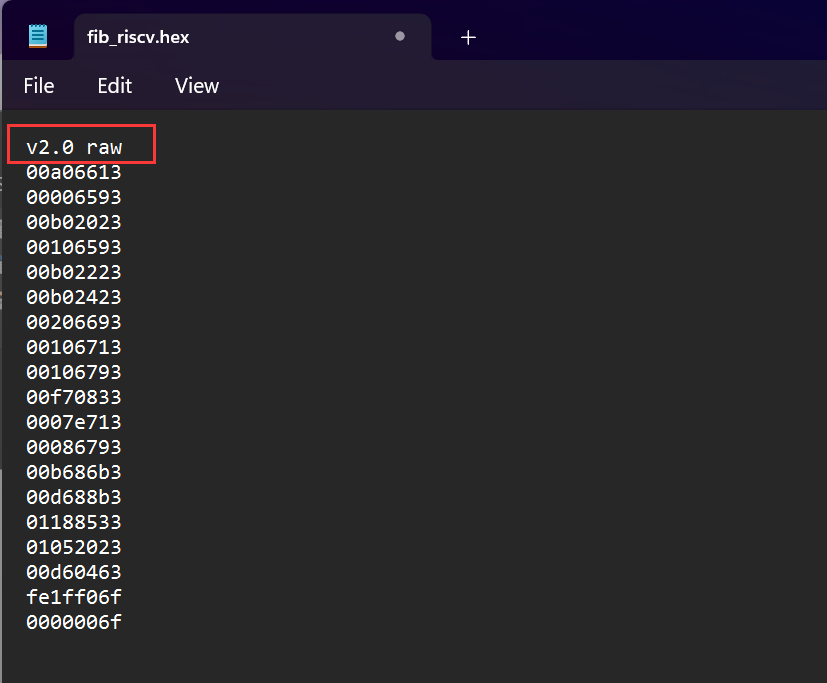 fib_riscv.hex
File Edit View
v2.0 raw
00a06613
00006593
00b02023
00106593
00b02223
00b02423
00206693
00106713
00106793
00f70833
0007e713
00086793
00b686b3
00d688b3
01188533
01052023
00d60463
fe1ff06f
0000006f